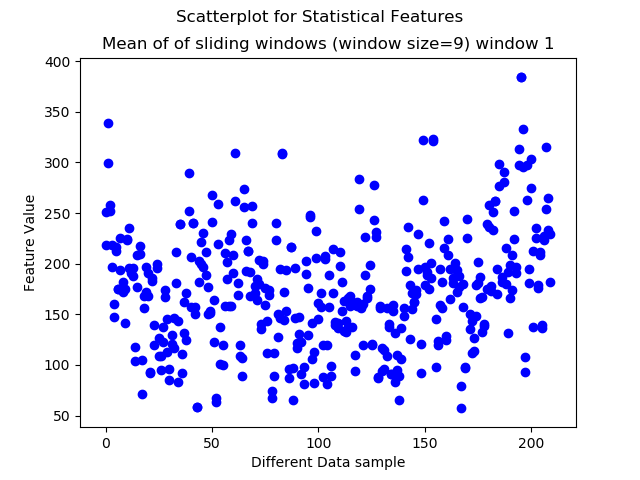 Scatterplot for Statistical Features
Mean of of sliding windows (window size=9) window 1
400
350
300
250
200
150
100
50
Feature Value
0 50 100 150 200
Different Data sample